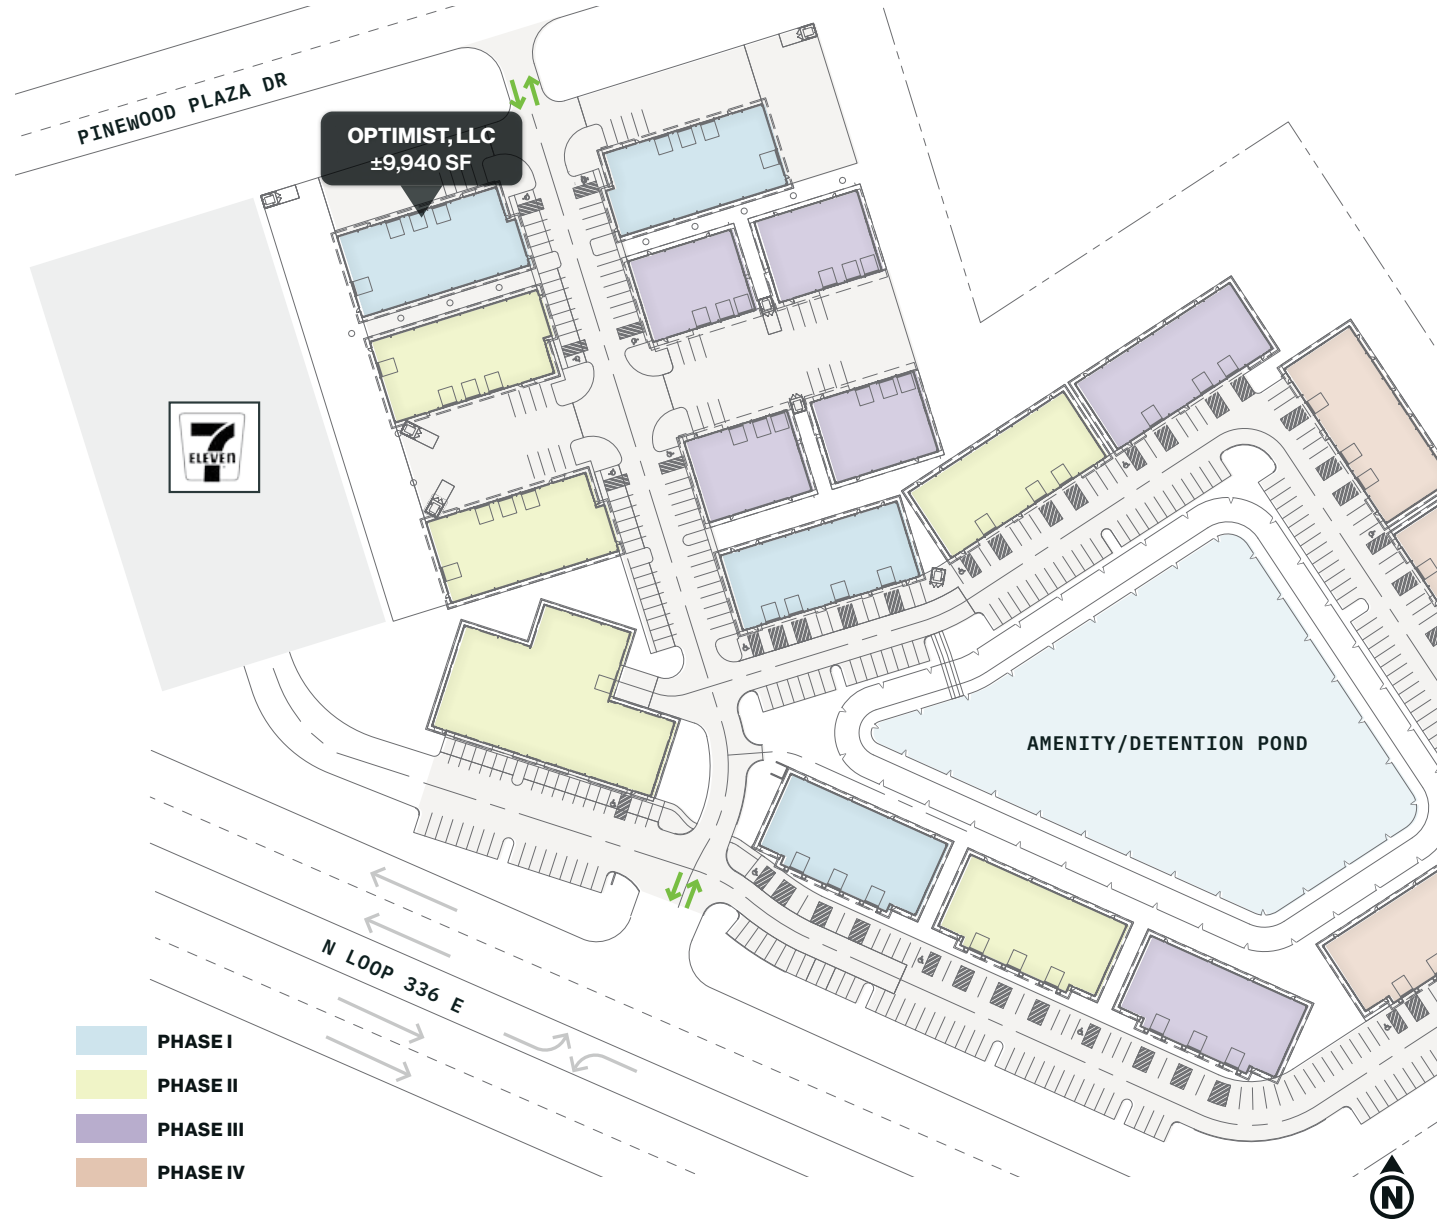 PINEWOOD PLAZA DR
OPTIMIST, LLC
±9,940 SF
7
ELEVEN
AMENITY/DETENTION POND
N LOOP 336 E
PHASE I
PHASE II
PHASE III
PHASE IV
N